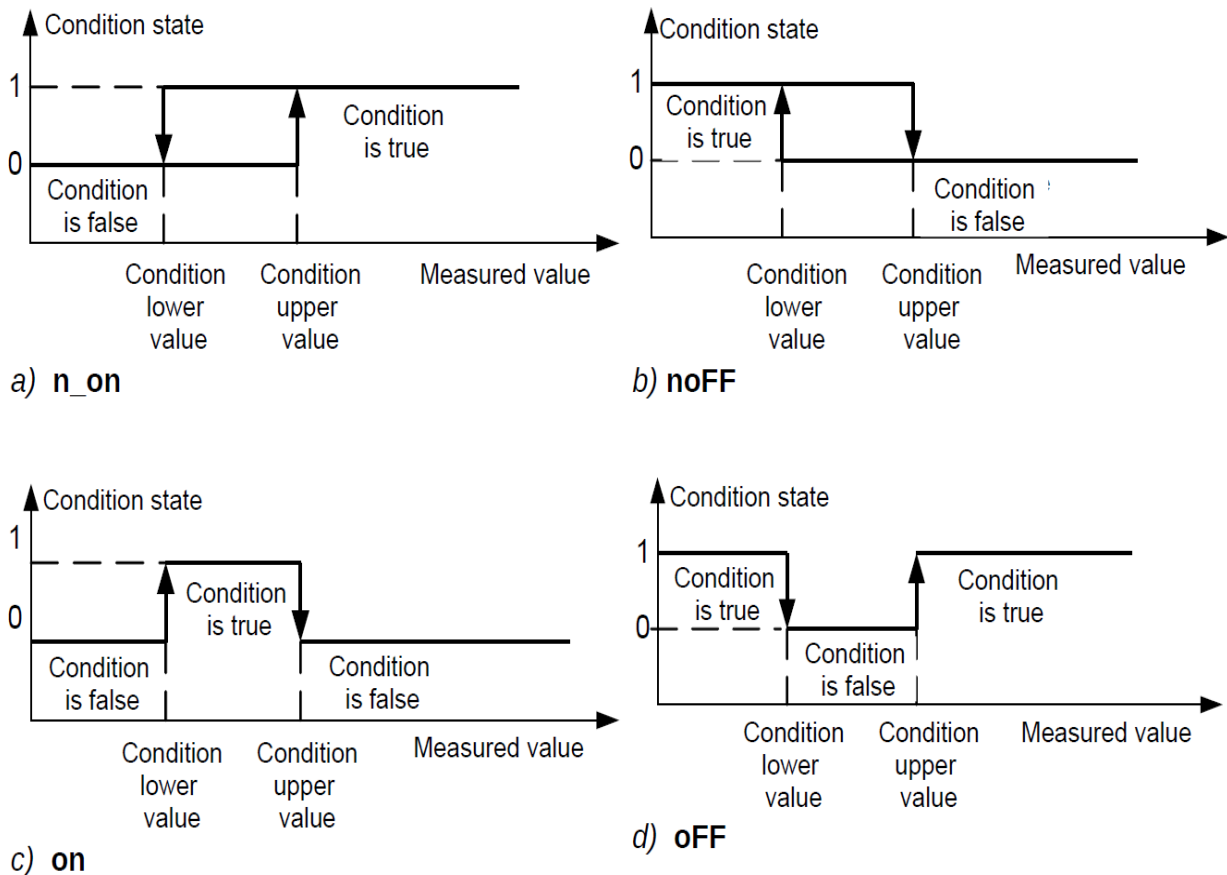 Condition state
1
Condition
is true
0
Condition
is false
Condition
lower
value
Condition
upper
value
Measured value
a) n_on
Condition state
1
Condition
is true
0
Condition
is false
Condition
lower
value
Condition
upper
value
Measured value
b) noFF
Condition state
1
Condition
is true
0
Condition
is false
Condition
is false
Condition
lower
value
Condition
upper
value
Measured value
c) on
Condition state
1
Condition
is true
Condition
is true
0
Condition
is false
Condition
lower
value
Condition
upper
value
Measured value
d) oFF